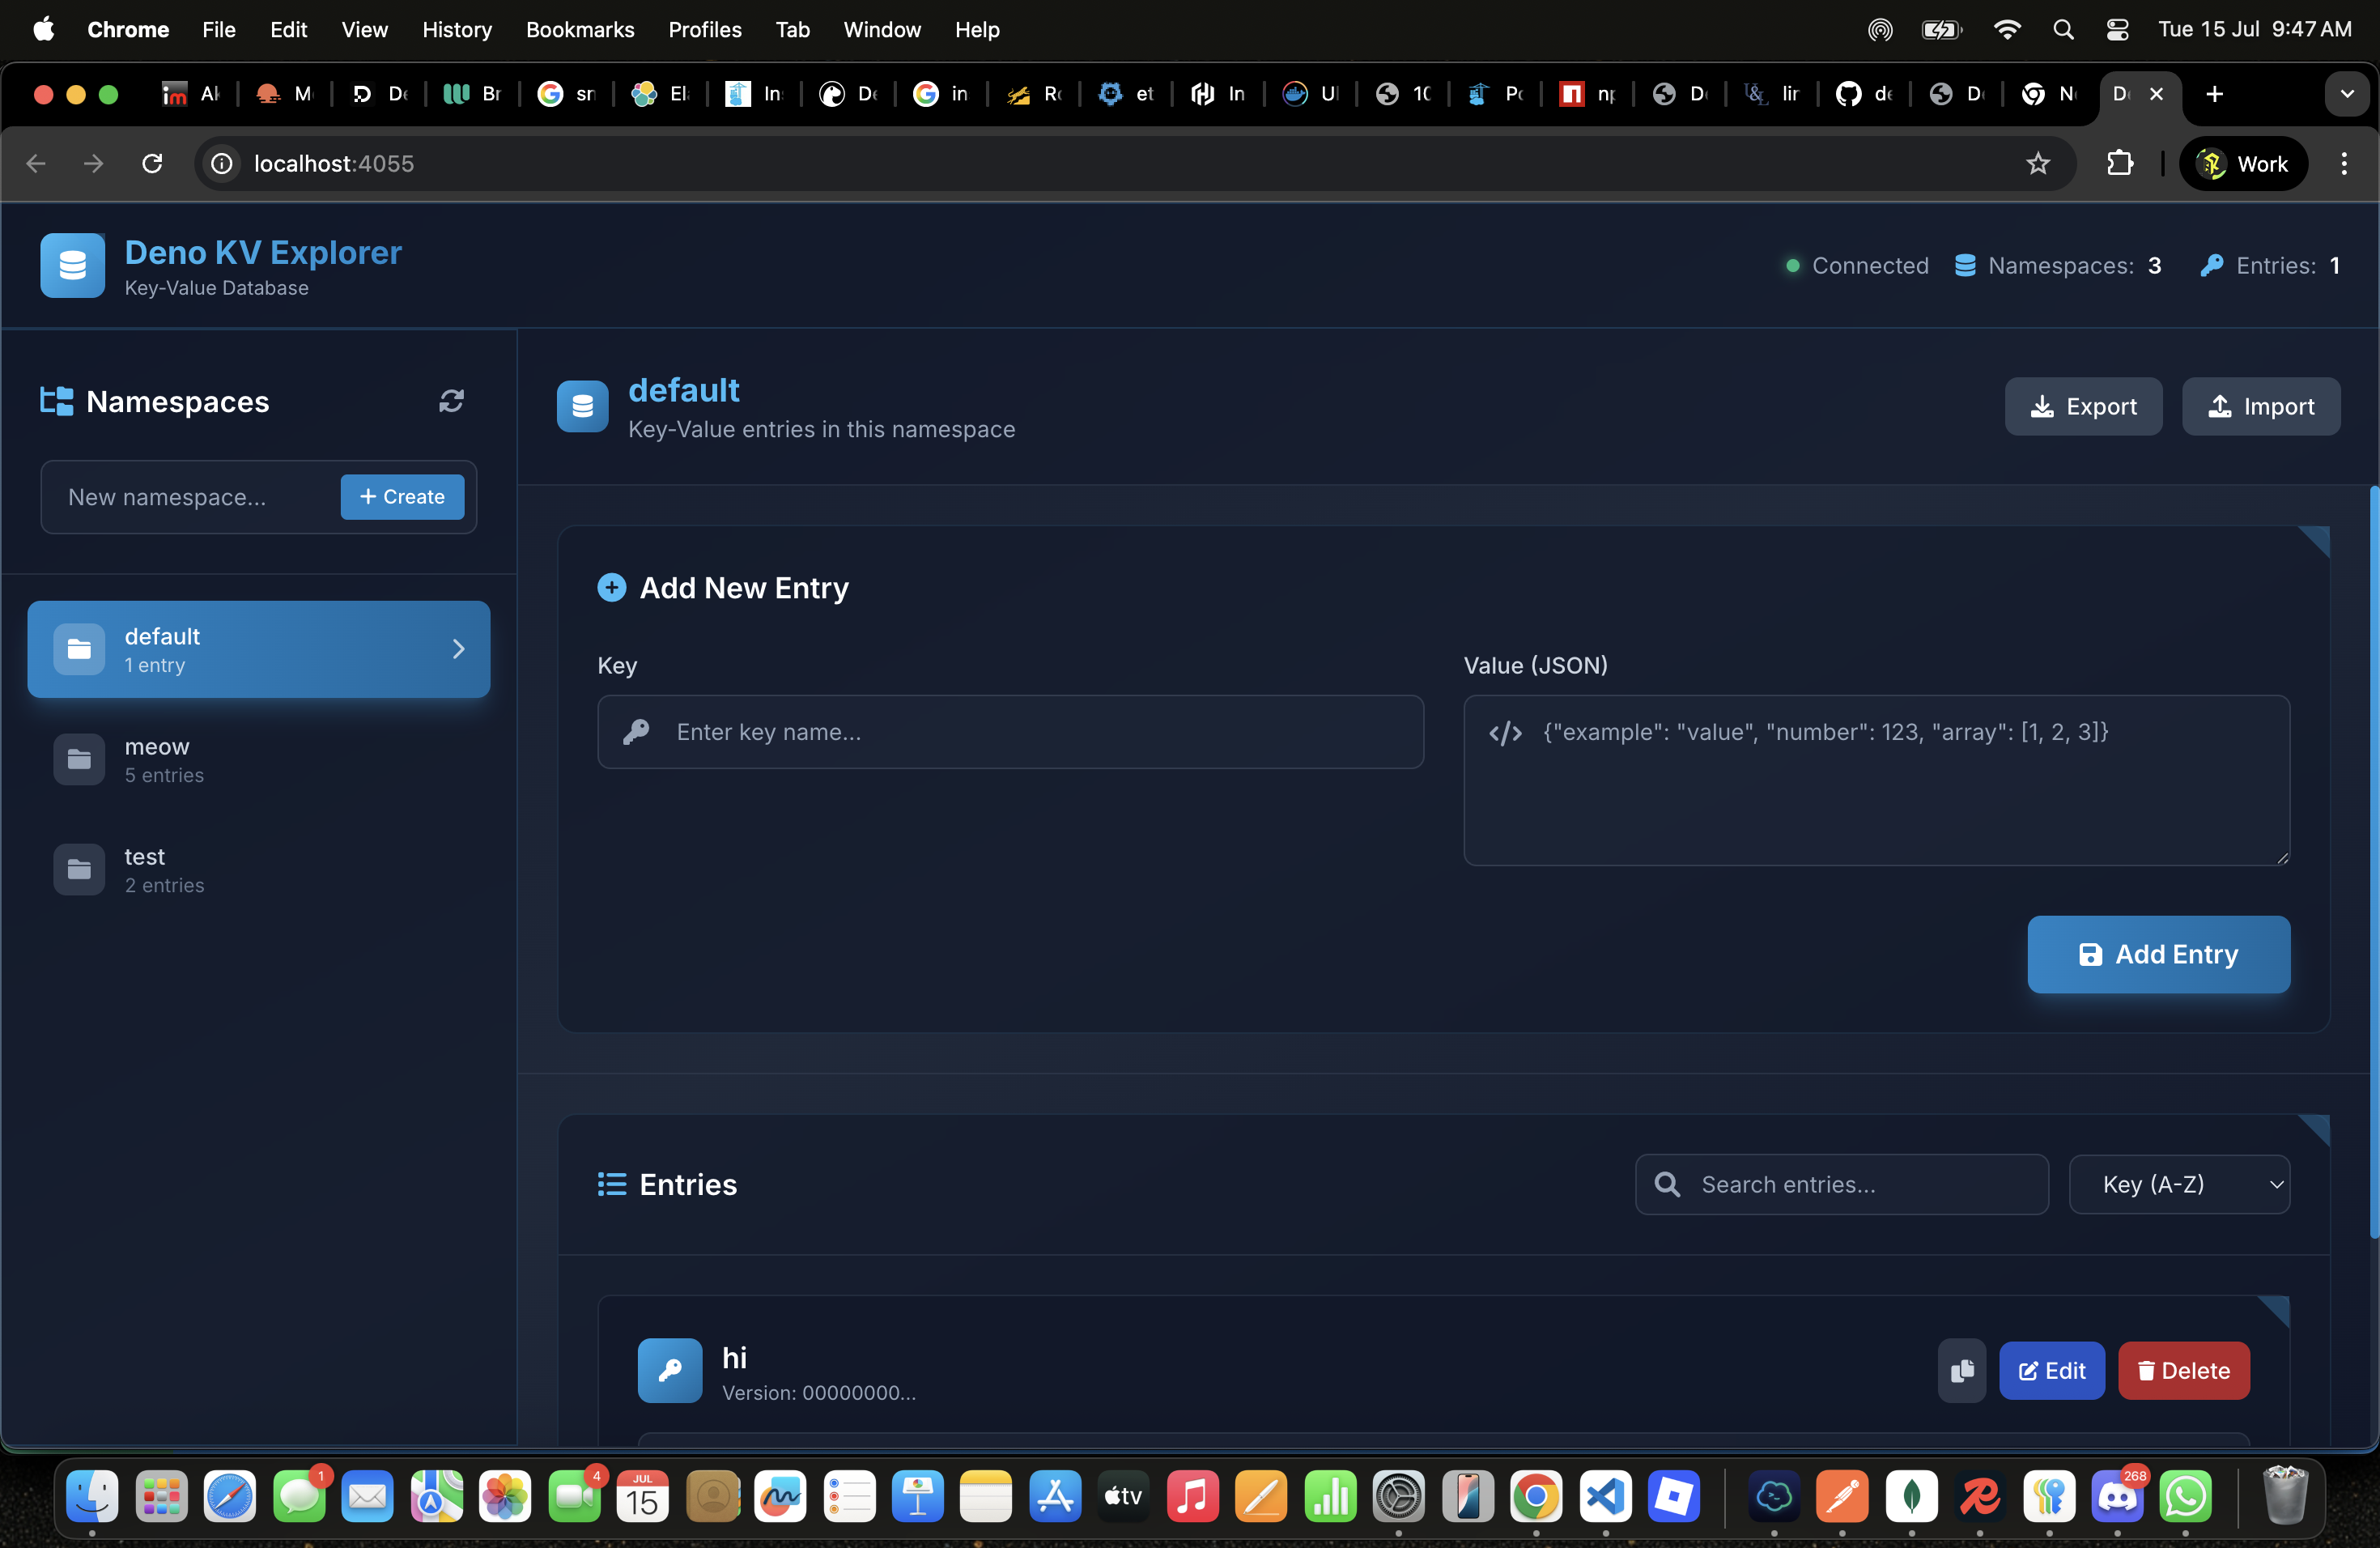 Chrome File Edit View History Bookmarks Profiles Tab Window Help Tue 15 Jul 9:47 AM
Al M D Br sn El In D in Ro et In Ul 10 Po np D lir de D N D
localhost:4055 Work
Deno KV Explorer
Key-Value Database
Connected Namespaces: 3 Entries: 1
Namespaces
New namespace...
+ Create
default
1 entry
meow
5 entries
test
2 entries
default
Key-Value entries in this namespace
Export
Import
Add New Entry
Key
Enter key name...
Value (JSON)
{"example": "value", "number": 123, "array": [1, 2, 3]}
Add Entry
Entries
Search entries...
Key (A-Z)
hi
Version: 00000000...
Edit
Delete
1
4
JUL
15
tv
268